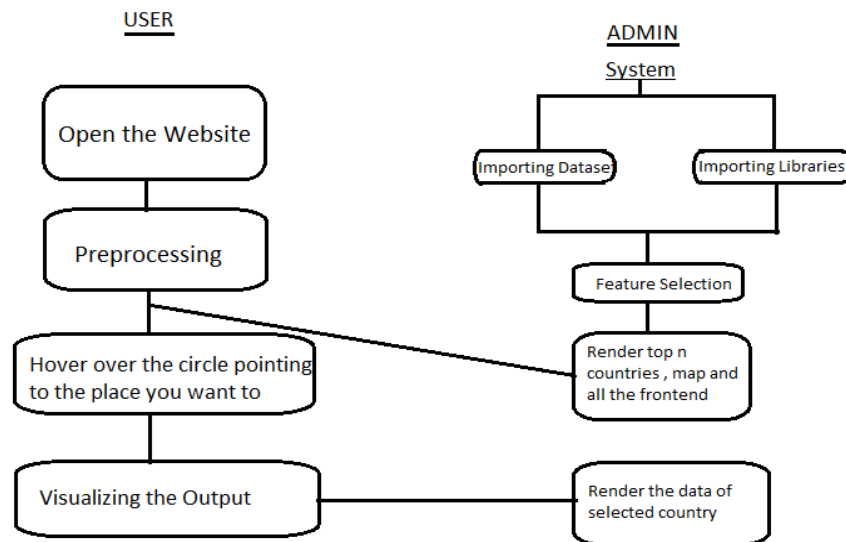 USER
ADMIN
System
Open the Website
Importing Dataset
Importing Libraries
Preprocessing
Feature Selection
Hover over the circle pointing
to the place you want to
Render top n
countries , map and
all the frontend
Visualizing the Output
Render the data of
selected country